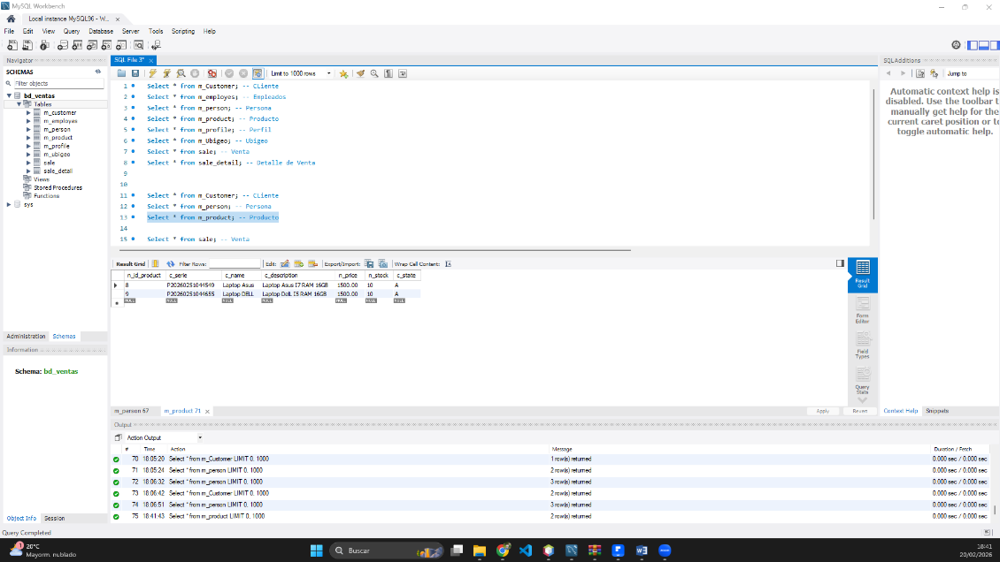 MySQL Workbench
Local instance MySQL96 - W... ×
File Edit View Query Database Server Tools Scripting Help
Navigator
SCHEMAS
Filter objects
bd_ventas
Tables
m_customer
m_employes
m_person
m_product
m_profile
m_ubigeo
sale
sale_detail
Views
Stored Procedures
Functions
sys
Administration Schemas
Information
Schema: bd_ventas
Object Info Session
Query Completed
SQL File 3* ×
Limit to 1000 rows
1 Select * from m_Customer; -- CLiente
2 Select * from m_employes; -- Empleados
3 Select * from m_person; -- Persona
4 Select * from m_product; -- Producto
5 Select * from m_profile; -- Perfil
6 Select * from m_Ubigeo; -- Ubigeo
7 Select * from sale; -- Venta
8 Select * from sale_detail; -- Detalle de Venta
9
10
11 Select * from m_Customer; -- CLiente
12 Select * from m_person; -- Persona
13 Select * from m_product; -- Producto
14
15 Select * from sale; -- Venta
Result Grid Filter Rows: Edit: Export/Import: Wrap Cell Content:
n_id_product c_serie c_name c_description n_price n_stock c_state
8 P20260251044549 Laptop Asus Laptop Asus I7 RAM 16GB 1500.00 10 A
9 P20260251044655 Laptop DELL Laptop DelL I5 RAM 16GB 1500.00 10 A
NULL NULL NULL NULL NULL NULL NULL
Result Grid
Form Editor
Field Types
Query Stats
m_person 67 m_product 71 × Apply Revert
SQLAdditions
Jump to
Automatic context help is
disabled. Use the toolbar t
manually get help for the
current caret position or to
toggle automatic help.
Context Help Snippets
Output
Action Output
# Time Action Message Duration / Fetch
70 18:05:20 Select * from m_Customer LIMIT 0, 1000 1 row(s) returned 0.000 sec / 0.000 sec
71 18:05:24 Select * from m_person LIMIT 0, 1000 2 row(s) returned 0.000 sec / 0.000 sec
72 18:06:32 Select * from m_person LIMIT 0, 1000 3 row(s) returned 0.000 sec / 0.000 sec
73 18:06:42 Select * from m_Customer LIMIT 0, 1000 2 row(s) returned 0.000 sec / 0.000 sec
74 18:06:51 Select * from m_person LIMIT 0, 1000 3 row(s) returned 0.000 sec / 0.000 sec
75 18:41:43 Select * from m_product LIMIT 0, 1000 2 row(s) returned 0.000 sec / 0.000 sec
1
20°C
Mayorm. nublado
Buscar
18:41
20/02/2026